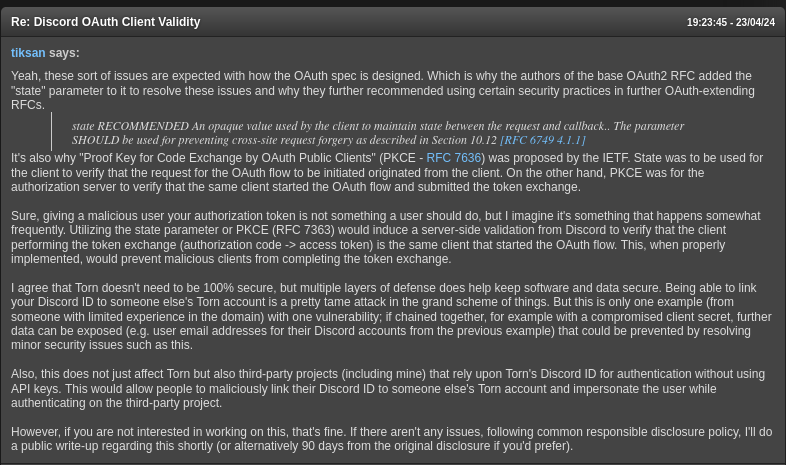 Re: Discord OAuth Client Validity 19:23:45 - 23/04/24
tiksan says:
Yeah, these sort of issues are expected with how the OAuth spec is designed. Which is why the authors of the base OAuth2 RFC added the
"state" parameter to it to resolve these issues and why they further recommended using certain security practices in further OAuth-extending
RFCs.
state RECOMMENDED An opaque value used by the client to maintain state between the request and callback.. The parameter
SHOULD be used for preventing cross-site request forgery as described in Section 10.12 [RFC 6749 4.1.1]
It's also why "Proof Key for Code Exchange by OAuth Public Clients" (PKCE - RFC 7636) was proposed by the IETF. State was to be used for
the client to verify that the request for the OAuth flow to be initiated originated from the client. On the other hand, PKCE was for the
authorization server to verify that the same client started the OAuth flow and submitted the token exchange.
Sure, giving a malicious user your authorization token is not something a user should do, but I imagine it's something that happens somewhat
frequently. Utilizing the state parameter or PKCE (RFC 7363) would induce a server-side validation from Discord to verify that the client
performing the token exchange (authorization code -> access token) is the same client that started the OAuth flow. This, when properly
implemented, would prevent malicious clients from completing the token exchange.
I agree that Torn doesn't need to be 100% secure, but multiple layers of defense does help keep software and data secure. Being able to link
your Discord ID to someone else's Torn account is a pretty tame attack in the grand scheme of things. But this is only one example (from
someone with limited experience in the domain) with one vulnerability; if chained together, for example with a compromised client secret, further
data can be exposed (e.g. user email addresses for their Discord accounts from the previous example) that could be prevented by resolving
minor security issues such as this.
Also, this does not just affect Torn but also third-party projects (including mine) that rely upon Torn's Discord ID for authentication without using
API keys. This would allow people to maliciously link their Discord ID to someone else's Torn account and impersonate the user while
authenticating on the third-party project.
However, if you are not interested in working on this, that's fine. If there aren't any issues, following common responsible disclosure policy, I'll do
a public write-up regarding this shortly (or alternatively 90 days from the original disclosure if you'd prefer).